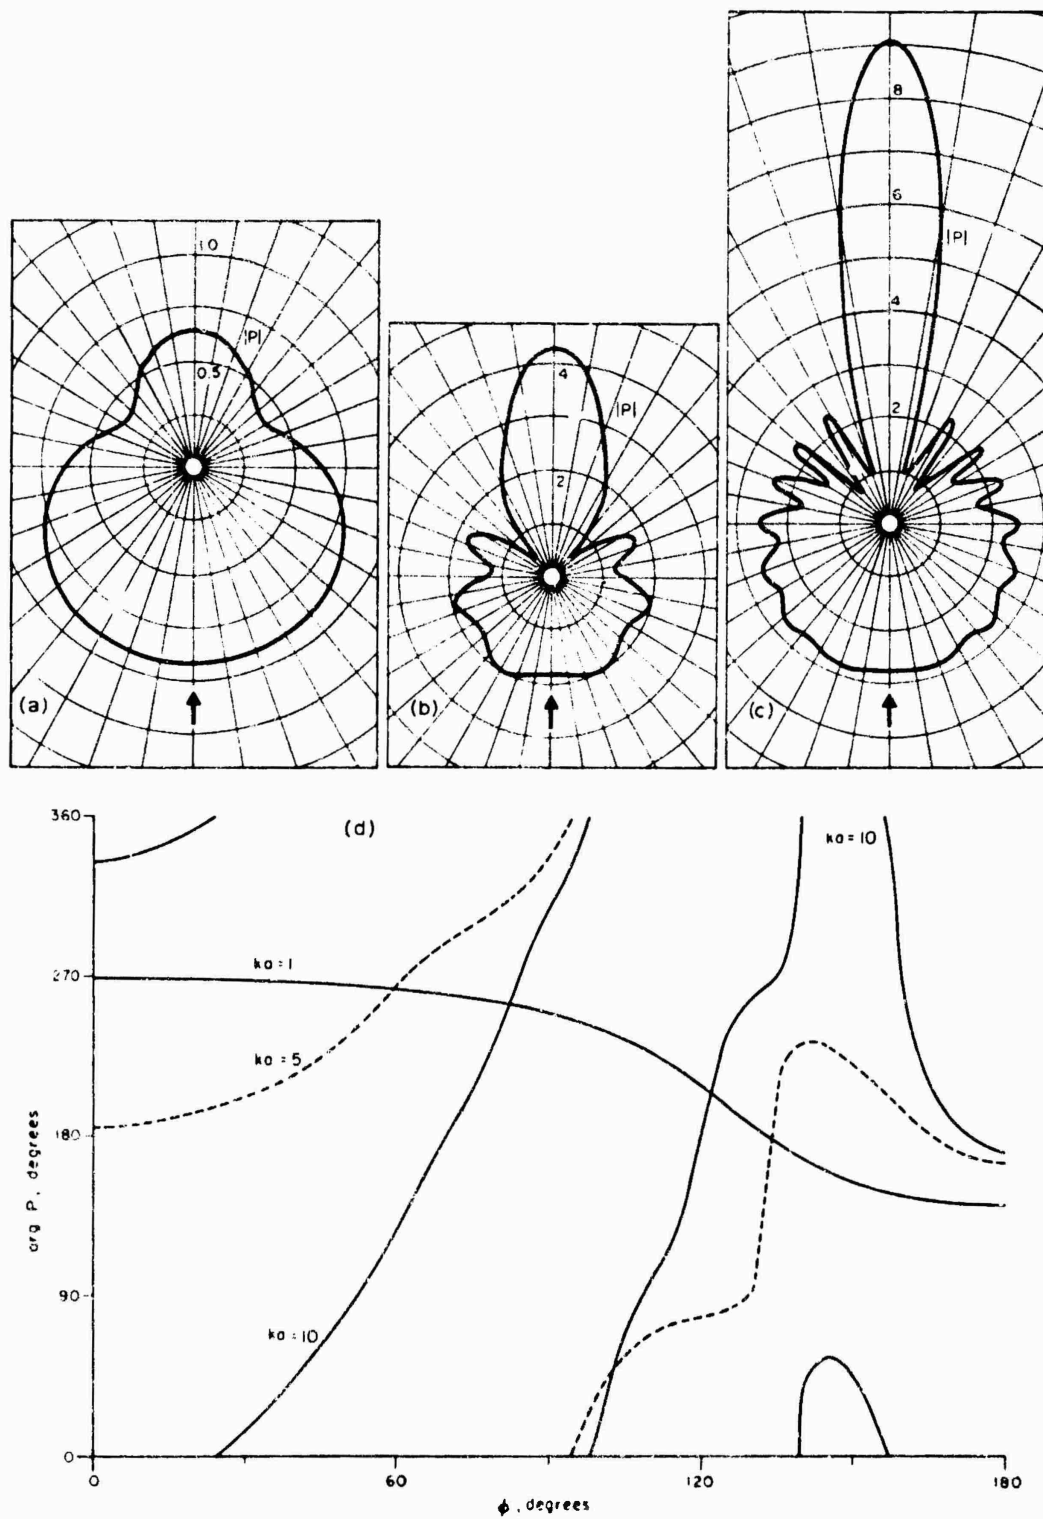 1.0
|P|
0.5
(a)
4
|P|
2
(b)
8
6
|P|
4
2
(c)
360
(d)
ka=10
270
ka=1
ka=5
180
arg P, degrees
90
ka=10
0
0
60
120
180
ϕ, degrees